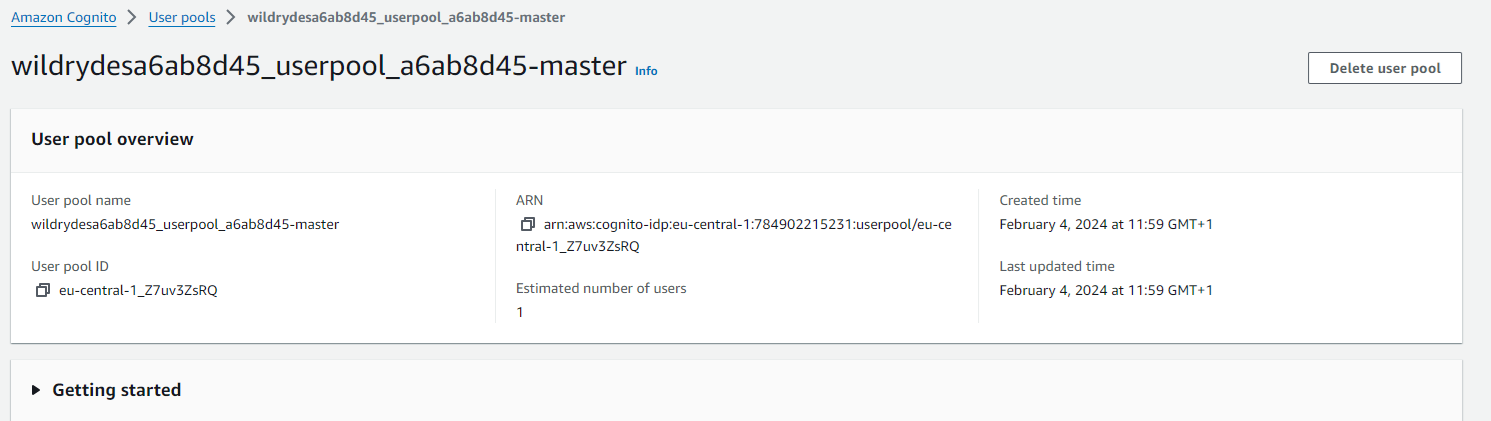 Amazon Cognito > User pools > wildrydesa6ab8d45_userpool_a6ab8d45-master
wildrydesa6ab8d45_userpool_a6ab8d45-master Info
Delete user pool
User pool overview
User pool name
wildrydesa6ab8d45_userpool_a6ab8d45-master
User pool ID
eu-central-1_Z7uv3ZsRQ
ARN
arn:aws:cognito-idp:eu-central-1:784902215231:userpool/eu-ce
ntral-1_Z7uv3ZsRQ
Estimated number of users
1
Created time
February 4, 2024 at 11:59 GMT+1
Last updated time
February 4, 2024 at 11:59 GMT+1
Getting started